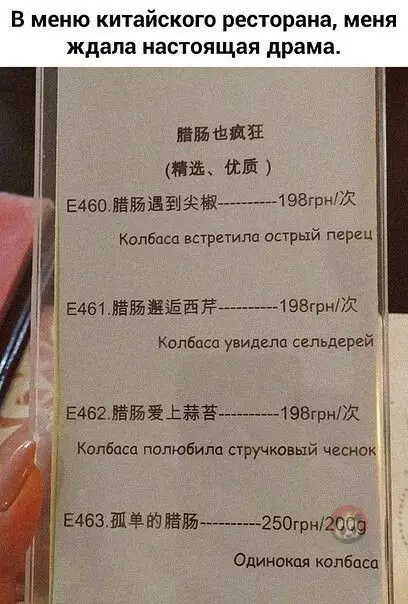 В меню китайского ресторана, меня
ждала настоящая драма.
腊肠也疯狂
(精选、优质)
E460.腊肠遇到尖椒----------198грн/次
Колбаса встретила острый перец
E461.腊肠邂逅西芹----------198грн/次
Колбаса увидела сельдерей
E462.腊肠爱上蒜苔----------198грн/次
Колбаса полюбила стручковый чеснок
E463.孤单的腊肠----------250грн/200g
Одинокая колбаса